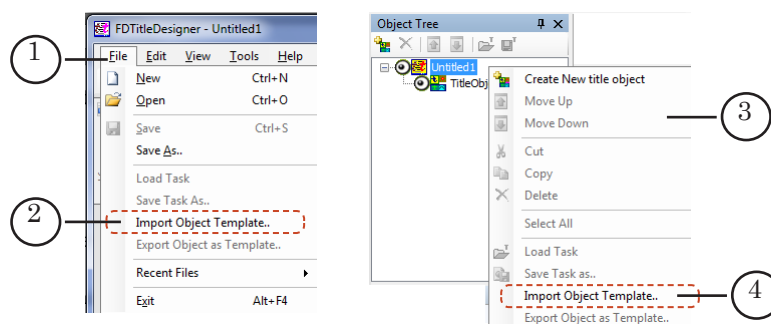 FDTitleDesigner - Untitled1
1
File Edit View Tools Help
New Ctrl+N
Open Ctrl+O
Save Ctrl+S
Save As..
Load Task
Save Task As..
2
Import Object Template..
Export Object as Template..
Recent Files
Exit Alt+F4
Object Tree
Untitled1
TitleObj
Create New title object
Move Up
3
Move Down
Cut
Copy
Delete
Select All
Load Task
Save Task as..
Import Object Template..
4
Export Object as Template..